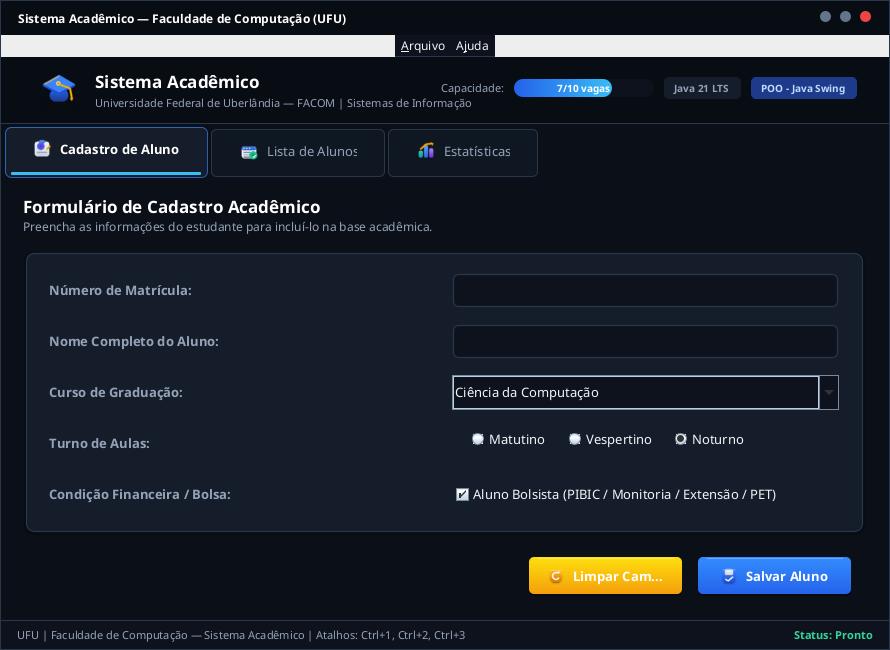 Sistema Acadêmico — Faculdade de Computação (UFU)
Arquivo Ajuda
Sistema Acadêmico
Universidade Federal de Uberlândia — FACOM | Sistemas de Informação
Capacidade: 7/10 vagas Java 21 LTS POO - Java Swing
Cadastro de Aluno Lista de Alunos Estatísticas
Formulário de Cadastro Acadêmico
Preencha as informações do estudante para incluí-lo na base acadêmica.
Número de Matrícula:
Nome Completo do Aluno:
Curso de Graduação: Ciência da Computação
Turno de Aulas: Matutino Vespertino Noturno
Condição Financeira / Bolsa: Aluno Bolsista (PIBIC / Monitoria / Extensão / PET)
Limpar Cam... Salvar Aluno
UFU | Faculdade de Computação — Sistema Acadêmico | Atalhos: Ctrl+1, Ctrl+2, Ctrl+3 Status: Pronto